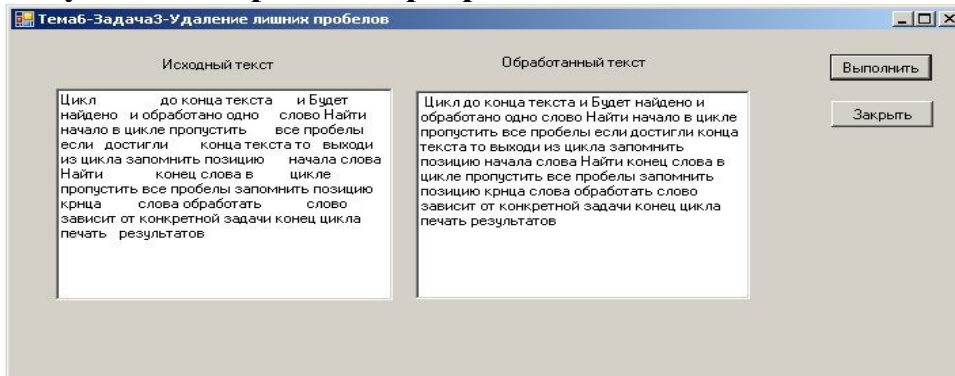 Тема6-Задача3-Удаление лишних пробелов
Исходный текст
Обработанный текст
Выполнить
Закрыть
Цикл до конца текста и Будет
найдено и обработано одно слово Найти
начало в цикле пропустить все пробелы
если достигли конца текста то выходи
из цикла запомнить позицию начала слова
Найти конец слова в цикле
пропустить все пробелы запомнить позицию
крнца слова обработать слово
зависит от конкретной задачи конец цикла
печать результатов
Цикл до конца текста и Будет найдено и
обработано одно слово Найти начало в цикле
пропустить все пробелы если достигли конца
текста то выходи из цикла запомнить
позицию начала слова Найти конец слова в
цикле пропустить все пробелы запомнить
позицию крнца слова обработать слово
зависит от конкретной задачи конец цикла
печать результатов